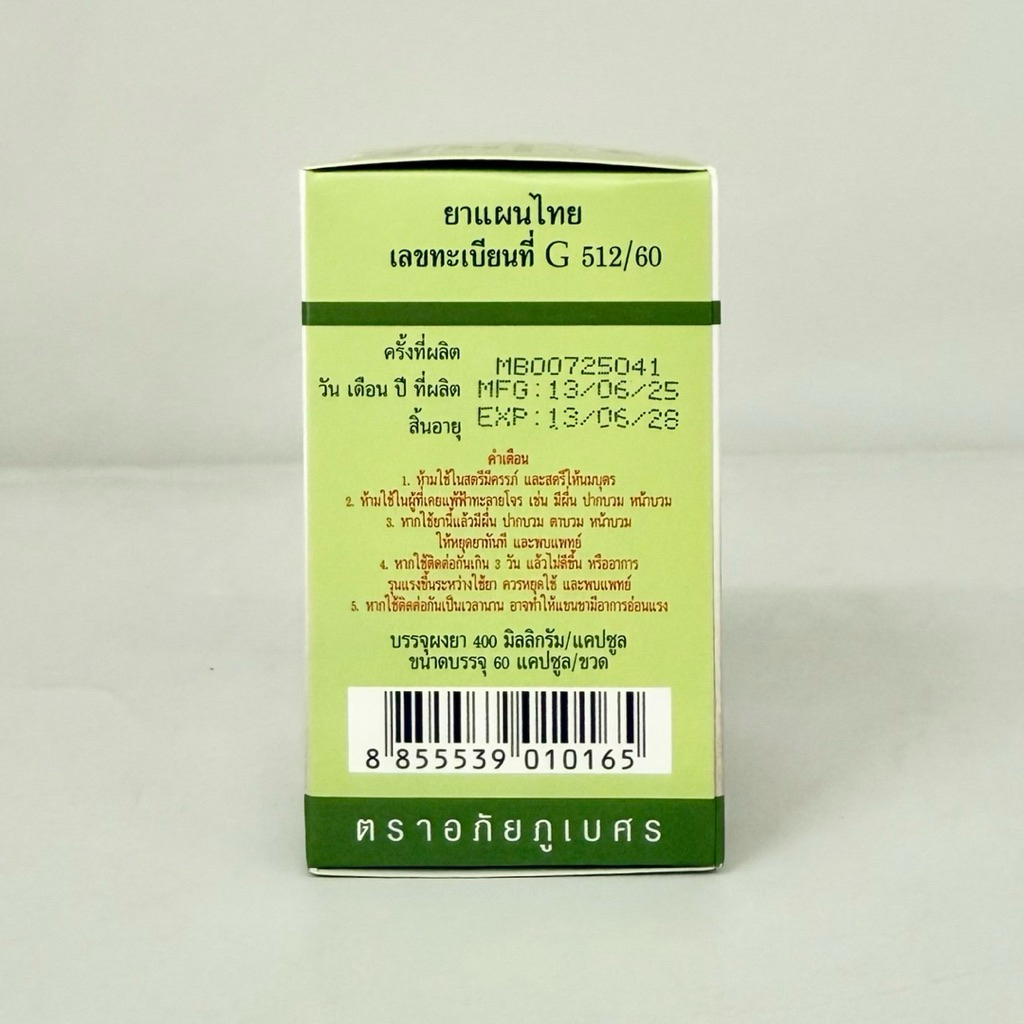 ยาแผนไทย
เลขทะเบียนที่ G 512/60
ครั้งที่ผลิต MB00725041
วัน เดือน ปี ที่ผลิต MFG:13/06/25
สิ้นอายุ EXP:13/06/28
คำเตือน
1. ห้ามใช้ในสตรีมีครรภ์ และสตรีให้นมบุตร
2. ห้ามใช้ในผู้ที่เคยแพ้ฟ้าทะลายโจร เช่น มีผื่น ปากบวม หน้าบวม
3. หากใช้ยานี้แล้วมีผื่น ปากบวม ตาบวม หน้าบวม
ให้หยุดยาทันที และพบแพทย์
4. หากใช้ติดต่อกันเกิน 3 วัน แล้วไม่ดีขึ้น หรืออาการ
รุนแรงขึ้นระหว่างใช้ยา ควรหยุดใช้ และพบแพทย์
5. หากใช้ติดต่อกันเป็นเวลานาน อาจทำให้แขนขามีอาการอ่อนแรง
บรรจุผงยา 400 มิลลิกรัม/แคปซูล
ขนาดบรรจุ 60 แคปซูล/ขวด
8 855539 010165
ตราอภัยภูเบศร